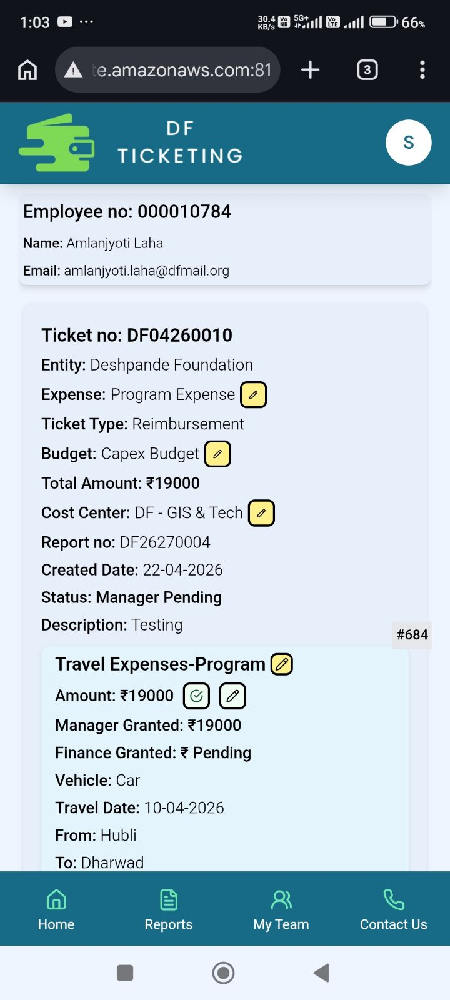 1:03 ... 30.4 KB/s Vo NR 5G+ Vo LTE 66%
te.amazonaws.com:81 3
DF
TICKETING
S
Employee no: 000010784
Name: Amlanjyoti Laha
Email: amlanjyoti.laha@dfmail.org
Ticket no: DF04260010
Entity: Deshpande Foundation
Expense: Program Expense
Ticket Type: Reimbursement
Budget: Capex Budget
Total Amount: ₹19000
Cost Center: DF - GIS & Tech
Report no: DF26270004
Created Date: 22-04-2026
Status: Manager Pending
Description: Testing
#684
Travel Expenses-Program
Amount: ₹19000
Manager Granted: ₹19000
Finance Granted: ₹ Pending
Vehicle: Car
Travel Date: 10-04-2026
From: Hubli
To: Dharwad
Home Reports My Team Contact Us